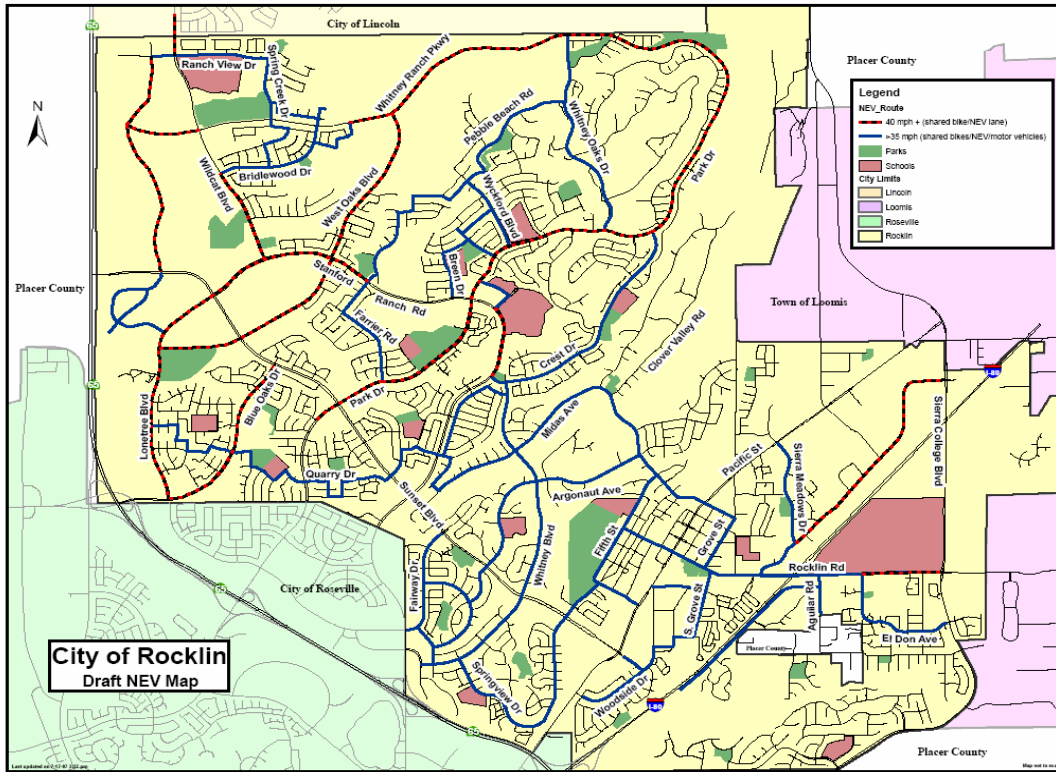 City of Lincoln
65
Ranch View Dr
Spring Creek Dr
Whitney Ranch Pkwy
Placer County
N
Pebble Beach Rd
Whitney Oaks Dr
Legend
NEV_Route
40 mph + (shared bike/NEV lane)
=35 mph (shared bikes/NEV/motor vehicles)
Parks
Schools
City Limits
Lincoln
Loomis
Roseville
Rocklin
Bridlewood Dr
Wildcat Blvd
West Oaks Blvd
Wyckford Blvd
Park Dr
Breen Dr
Stanford
Ranch Rd
Placer County
Town of Loomis
Farrier Rd
Crest Dr
Clover Valley Rd
65
I-80
Blue Oaks Dr
Park Dr
Lonetree Blvd
Midas Ave
Sierra College Blvd
Pacific St
Sierra Meadows Dr
Quarry Dr
Sunset Blvd
Argonaut Ave
Fifth St
Grove St
Whitney Blvd
Rocklin Rd
Fairway Dr
City of Roseville
65
S. Grove St
Aguilar Rd
El Don Ave
Placer County
City of Rocklin
Draft NEV Map
Springview Dr
Woodside Dr
I-80
65
Placer County